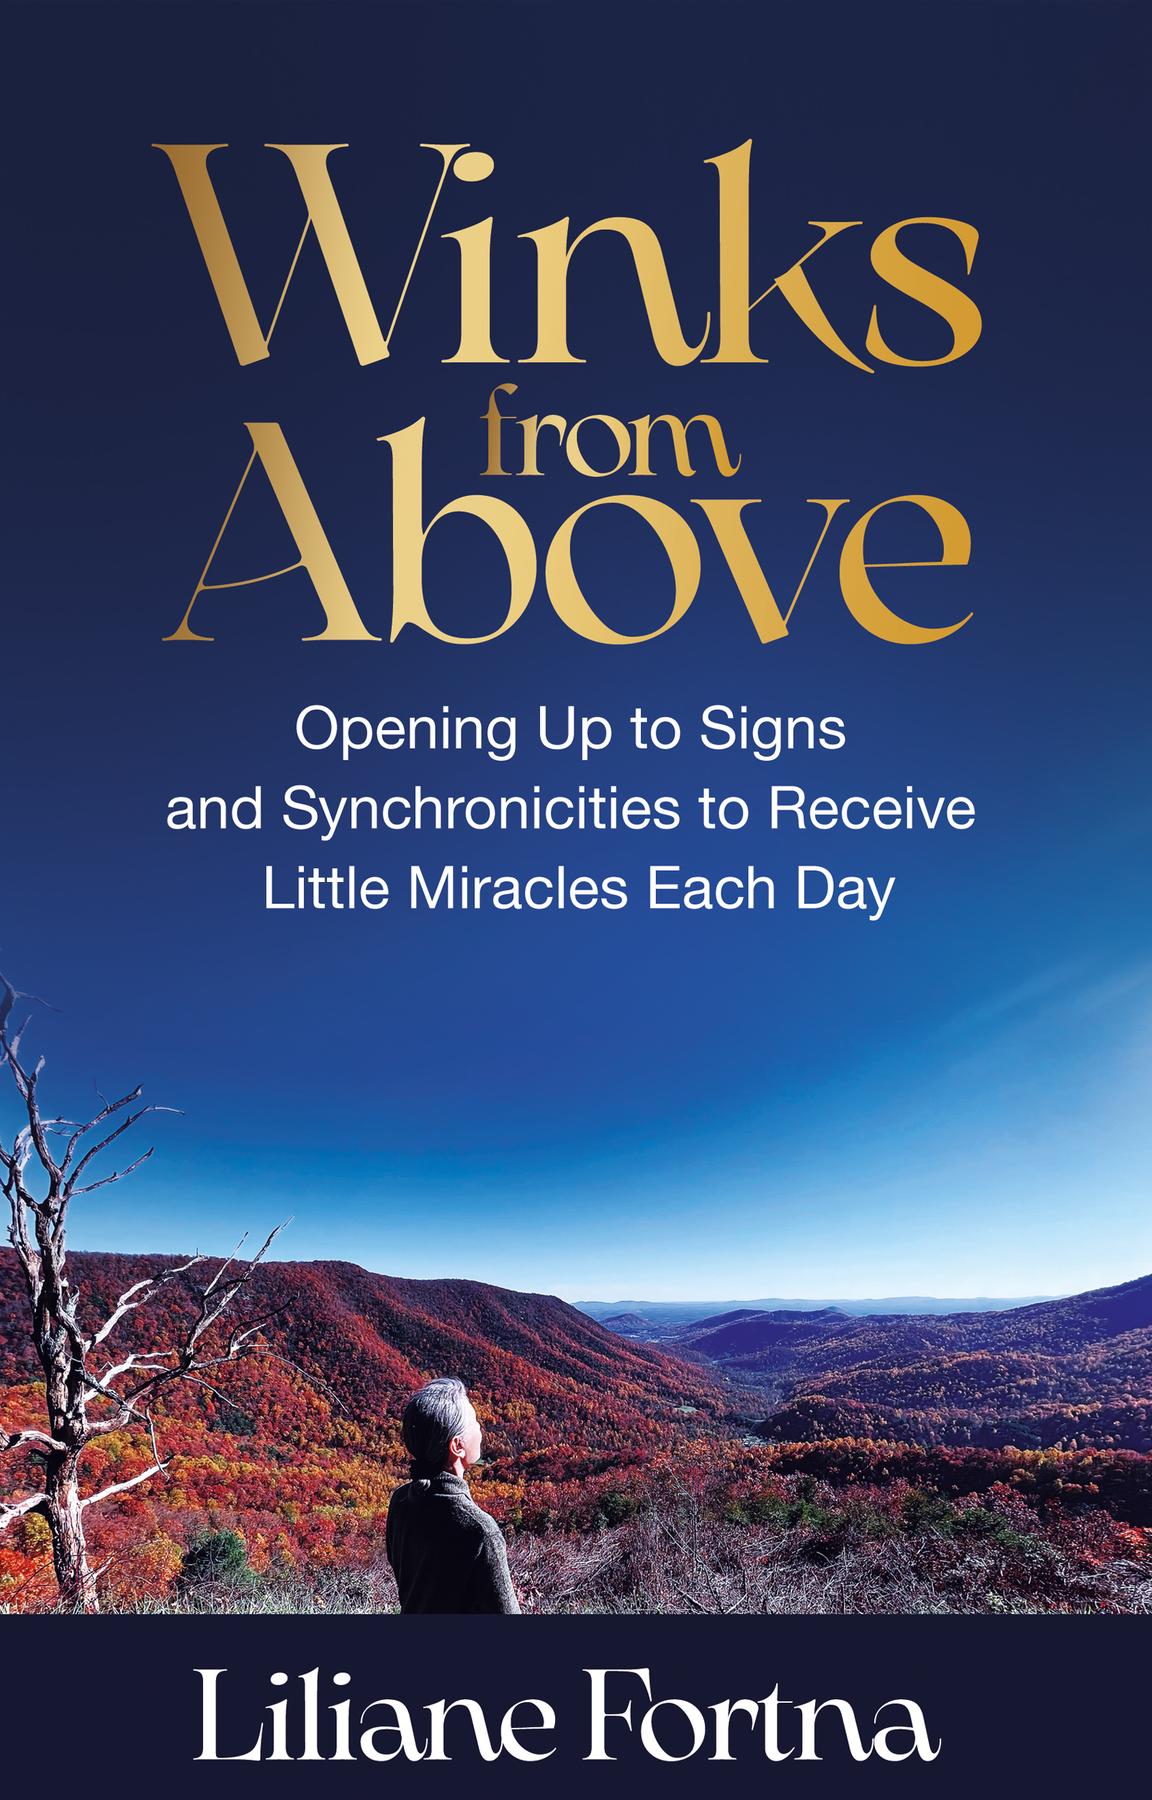 Winks
from
Above
Opening Up to Signs
and Synchronicities to Receive
Little Miracles Each Day
Liliane Fortna